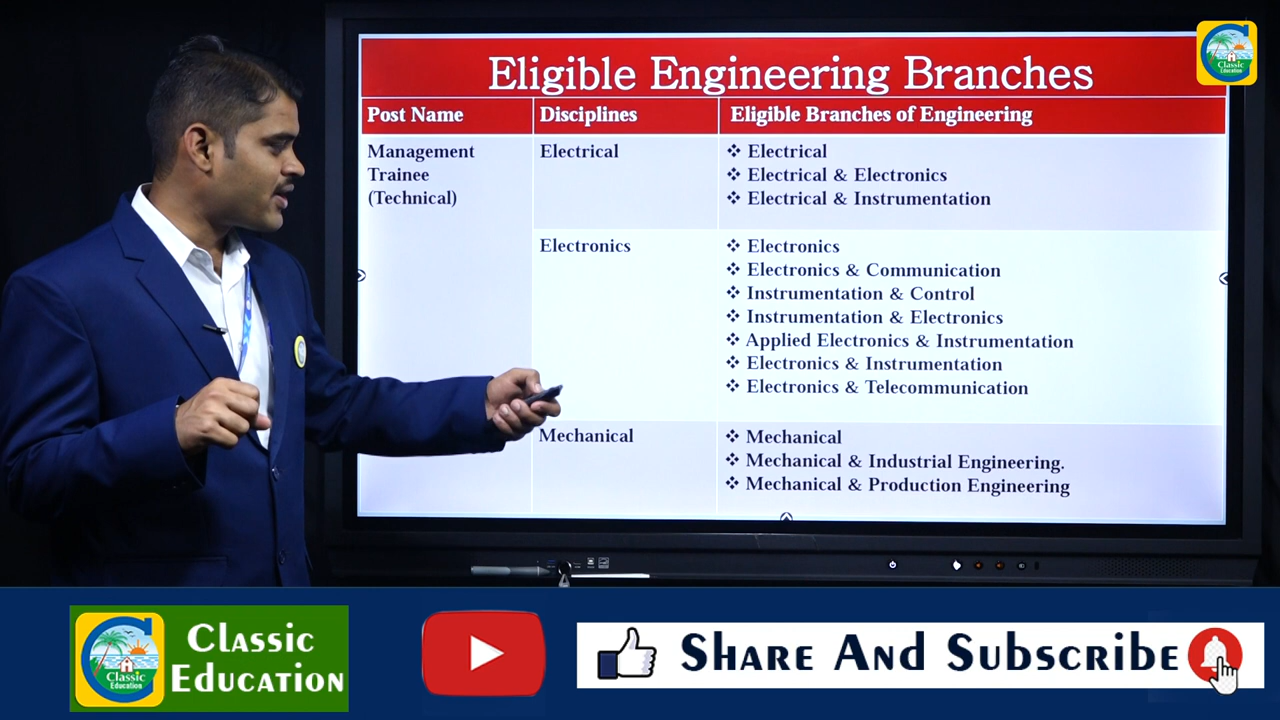 Eligible Engineering Branches
Classic
Education
Post Name
Disciplines
Eligible Branches of Engineering
Management
Trainee
(Technical)
Electrical
❖ Electrical
❖ Electrical & Electronics
❖ Electrical & Instrumentation
Electronics
❖ Electronics
❖ Electronics & Communication
❖ Instrumentation & Control
❖ Instrumentation & Electronics
❖ Applied Electronics & Instrumentation
❖ Electronics & Instrumentation
❖ Electronics & Telecommunication
Mechanical
❖ Mechanical
❖ Mechanical & Industrial Engineering.
❖ Mechanical & Production Engineering
Classic
Education
Classic
Education
Share And Subscribe